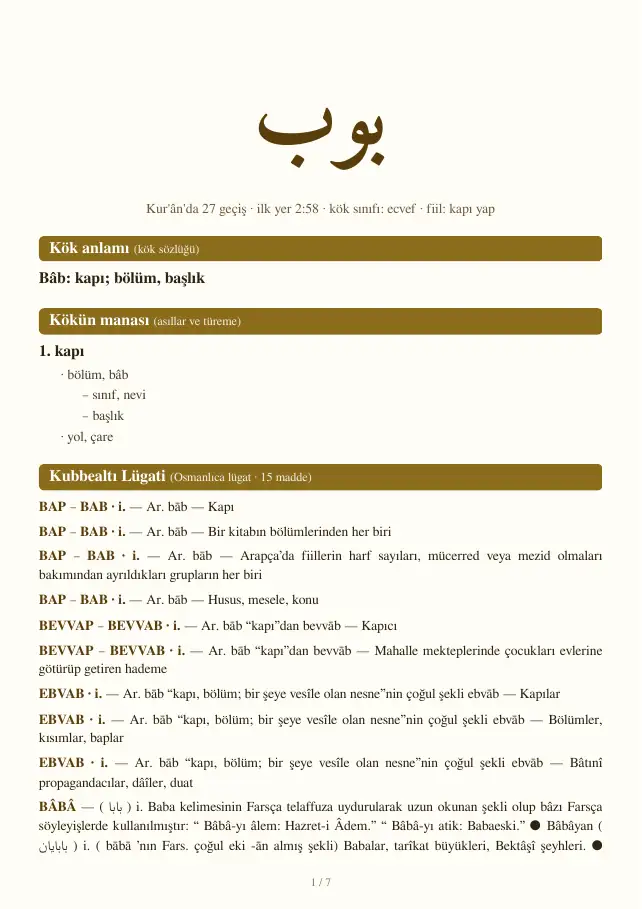 بوب
Kur'ân'da 27 geçiş · ilk yer 2:58 · kök sınıfı: ecvef · fiil: kapı yap
Kök anlamı (kök sözlüğü)
Bâb: kapı; bölüm, başlık
Kökün manası (asıllar ve türeme)
1. kapı
· bölüm, bâb
– sınıf, nevi
– başlık
· yol, çare
Kubbealtı Lügati (Osmanlıca lügat · 15 madde)
BAP – BAB · i. — Ar. bāb — Kapı
BAP – BAB · i. — Ar. bāb — Bir kitabın bölümlerinden her biri
BAP – BAB · i. — Ar. bāb — Arapça’da fiillerin harf sayıları, mücerred veya mezid olmaları
bakımından ayrıldıkları grupların her biri
BAP – BAB · i. — Ar. bāb — Husus, mesele, konu
BEVVAP – BEVVAB · i. — Ar. bāb “kapı”dan bevvāb — Kapıcı
BEVVAP – BEVVAB · i. — Ar. bāb “kapı”dan bevvāb — Mahalle mekteplerinde çocukları evlerine
götürüp getiren hademe
EBVAB · i. — Ar. bāb “kapı, bölüm; bir şeye vesîle olan nesne”nin çoğul şekli ebvāb — Kapılar
EBVAB · i. — Ar. bāb “kapı, bölüm; bir şeye vesîle olan nesne”nin çoğul şekli ebvāb — Bölümler,
kısımlar, baplar
EBVAB · i. — Ar. bāb “kapı, bölüm; bir şeye vesîle olan nesne”nin çoğul şekli ebvāb — Bâtınî
propagandacılar, dâîler, duat
BÂBÂ — ( بابا ) i. Baba kelimesinin Farsça telaffuza uydurularak uzun okunan şekli olup bâzı Farsça
söyleyişlerde kullanılmıştır: “ Bâbâ-yı âlem: Hazret-i Âdem.” “ Bâbâ-yı atik: Babaeski.” ● Bâbâyan (
بابايان ) i. ( bābā ’nın Fars. çoğul eki -ān almış şekli) Babalar, tarîkat büyükleri, Bektâşî şeyhleri. ●
1 / 7